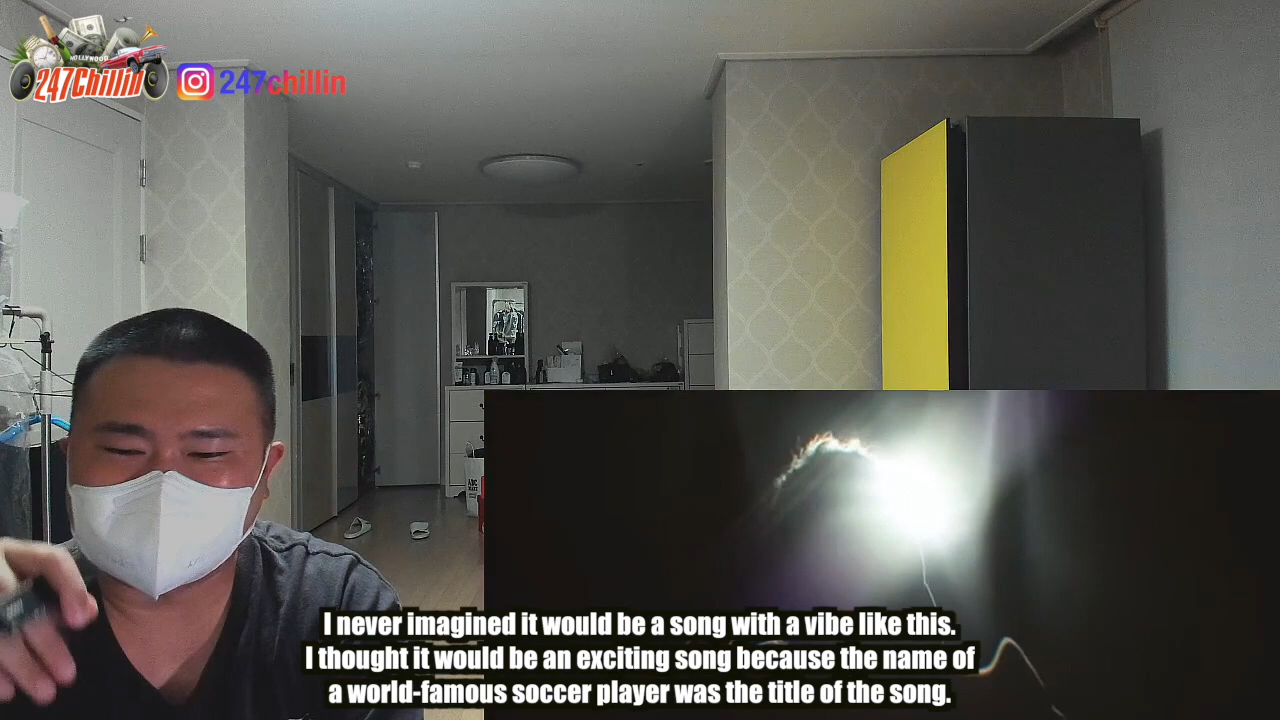 HOLLYWOOD
247Chillin
247chillin
I never imagined it would be a song with a vibe like this.
I thought it would be an exciting song because the name of
a world-famous soccer player was the title of the song.